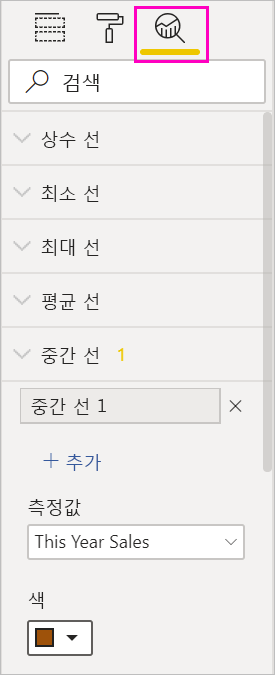 검색
상수 선
최소 선
최대 선
평균 선
중간 선 1
중간 선 1
+ 추가
측정값
This Year Sales
색